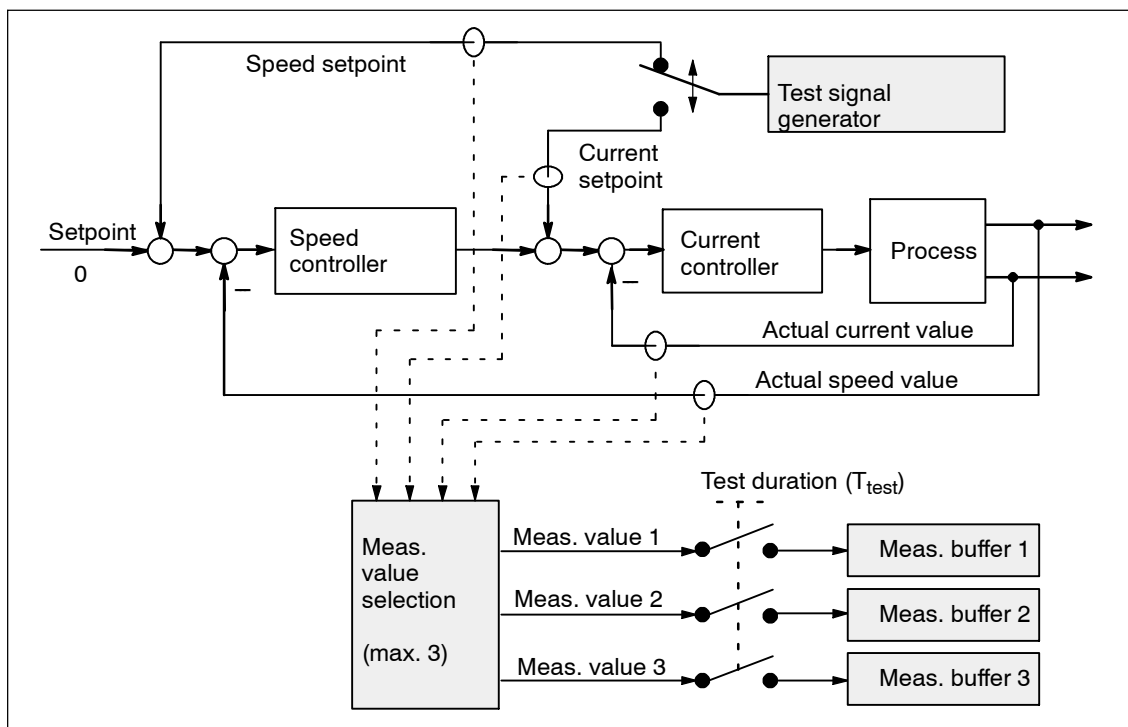 Speed setpoint
Test signal
generator
Current
setpoint
Setpoint
0
Speed
controller
Current
controller
Process
–
–
Actual current value
Actual speed value
Test duration (Ttest)
Meas.
value
selection
(max. 3)
Meas. value 1
Meas. buffer 1
Meas. value 2
Meas. buffer 2
Meas. value 3
Meas. buffer 3